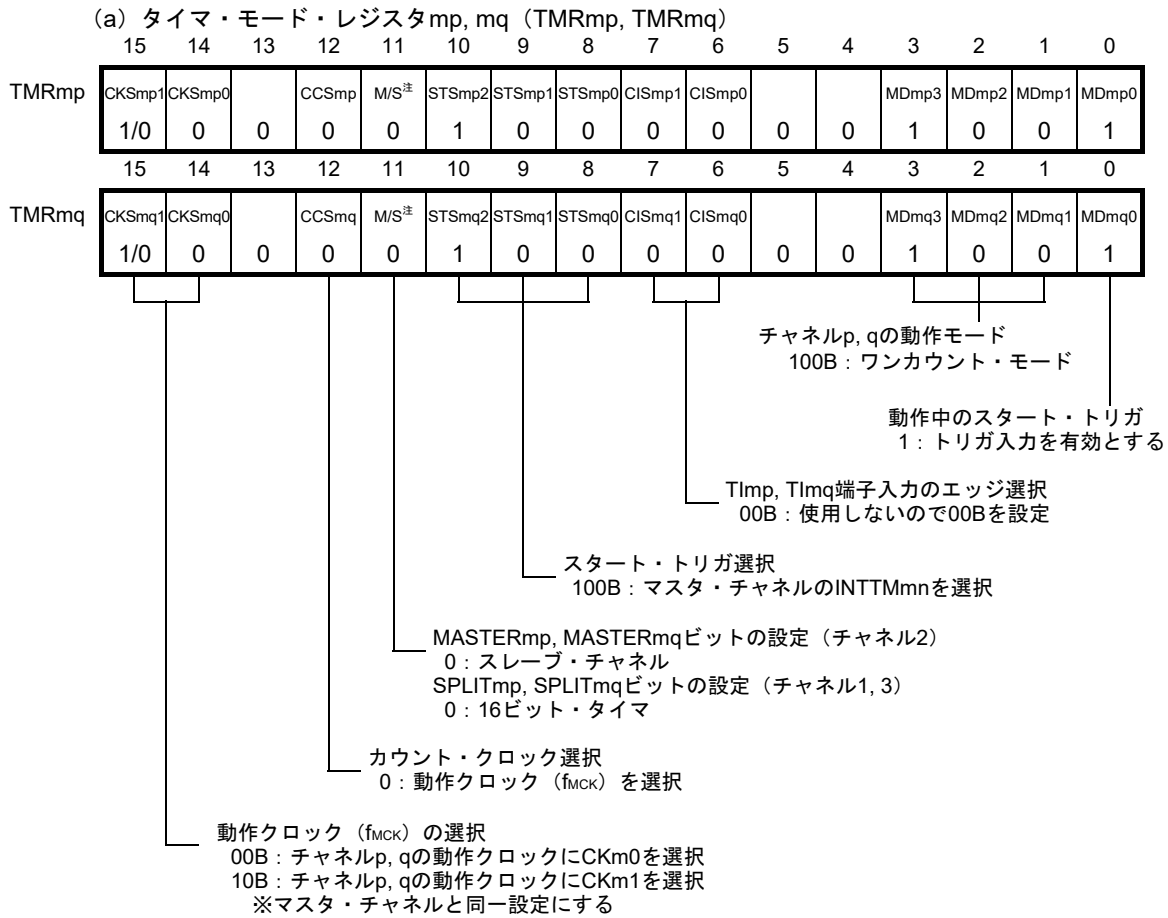 (a) タイマ・モード・レジスタmp, mq（TMRmp, TMRmq）
15 14 13 12 11 10 9 8 7 6 5 4 3 2 1 0
TMRmp CKSmp1 CKSmp0 CCSmp M/S注 STSmp2 STSmp1 STSmp0 CISmp1 CISmp0 MDmp3 MDmp2 MDmp1 MDmp0
1/0 0 0 0 0 1 0 0 0 0 0 0 1 0 0 1
15 14 13 12 11 10 9 8 7 6 5 4 3 2 1 0
TMRmq CKSmq1 CKSmq0 CCSmq M/S注 STSmq2 STSmq1 STSmq0 CISmq1 CISmq0 MDmq3 MDmq2 MDmq1 MDmq0
1/0 0 0 0 0 1 0 0 0 0 0 0 1 0 0 1
チャネルp, qの動作モード
100B：ワンカウント・モード
動作中のスタート・トリガ
1：トリガ入力を有効とする
TImp, TImq端子入力のエッジ選択
00B：使用しないので00Bを設定
スタート・トリガ選択
100B：マスタ・チャネルのINTTMmnを選択
MASTERmp, MASTERmqビットの設定（チャネル2）
0：スレーブ・チャネル
SPLITmp, SPLITmqビットの設定（チャネル1, 3）
0：16ビット・タイマ
カウント・クロック選択
0：動作クロック（fMCK）を選択
動作クロック（fMCK）の選択
00B：チャネルp, qの動作クロックにCKm0を選択
10B：チャネルp, qの動作クロックにCKm1を選択
※マスタ・チャネルと同一設定にする